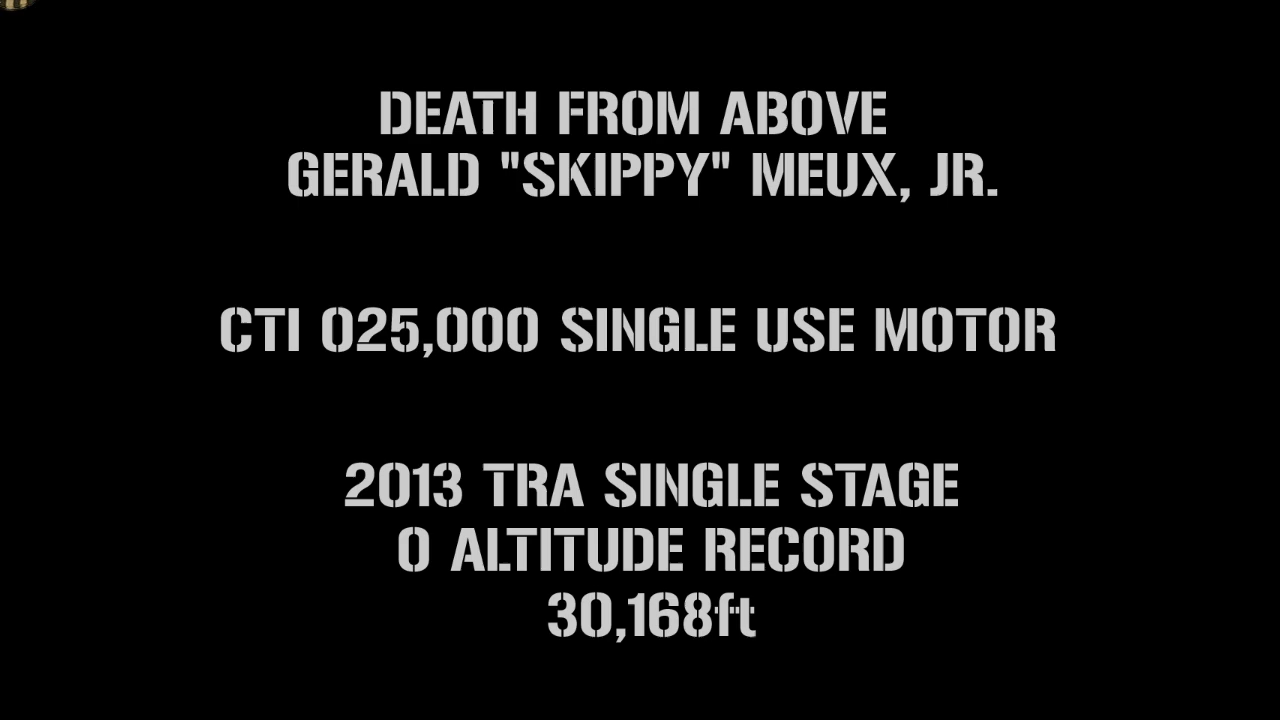 DEATH FROM ABOVE
GERALD "SKIPPY" MEUX, JR.
CTI O25,000 SINGLE USE MOTOR
2013 TRA SINGLE STAGE
O ALTITUDE RECORD
30,168ft